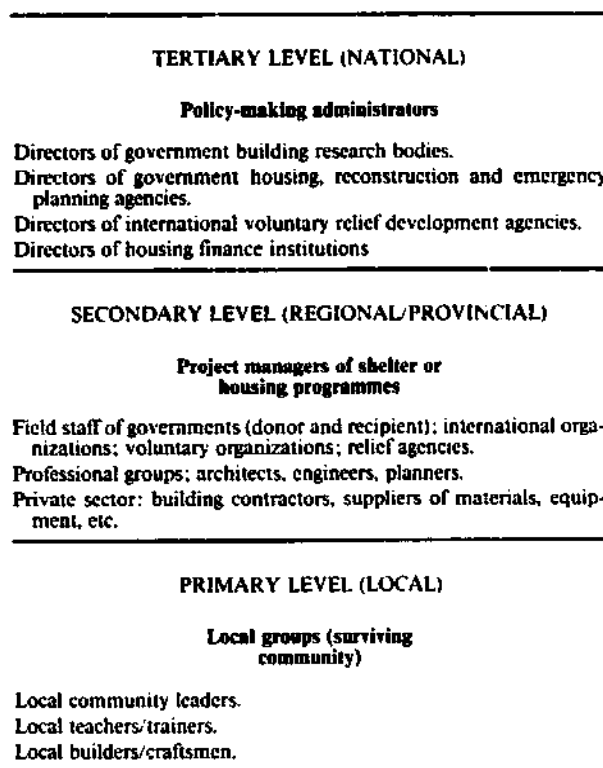 TERTIARY LEVEL (NATIONAL)
Policy-making administrators
Directors of government building research bodies.
Directors of government housing, reconstruction and emergency
planning agencies.
Directors of international voluntary relief development agencies.
Directors of housing finance institutions
SECONDARY LEVEL (REGIONAL/PROVINCIAL)
Project managers of shelter or
housing programmes
Field staff of governments (donor and recipient); international orga-
nizations; voluntary organizations; relief agencies.
Professional groups; architects, engineers, planners.
Private sector: building contractors, suppliers of materials, equip-
ment, etc.
PRIMARY LEVEL (LOCAL)
Local groups (surviving
community)
Local community leaders.
Local teachers/trainers.
Local builders/craftsmen.